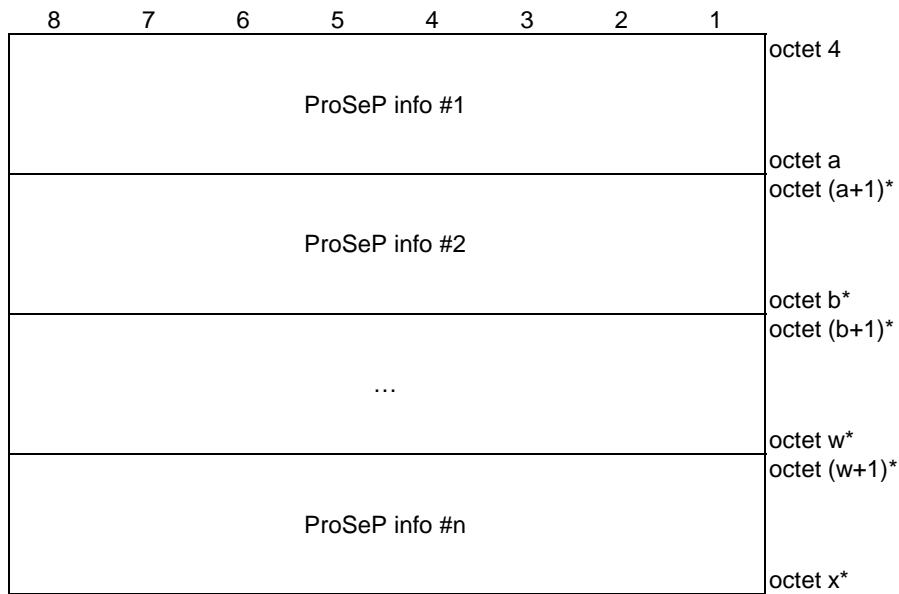 8 7 6 5 4 3 2 1
octet 4
ProSeP info #1
octet a
octet (a+1)*
ProSeP info #2
octet b*
octet (b+1)*
…
octet w*
octet (w+1)*
ProSeP info #n
octet x*